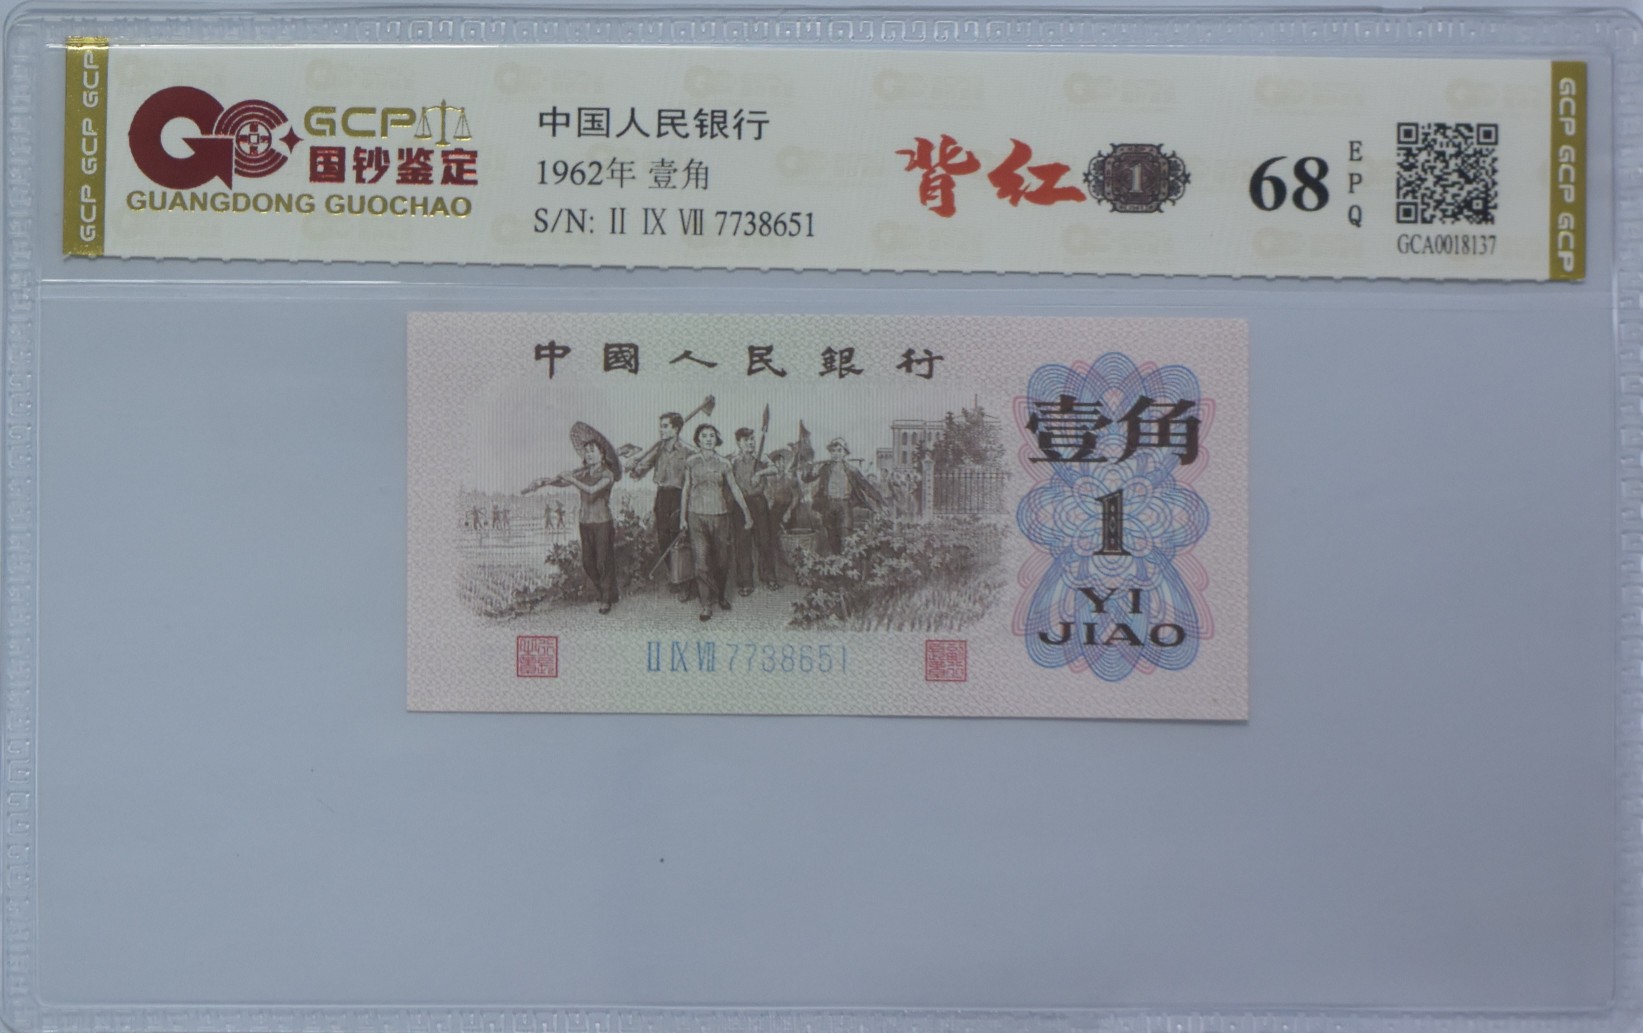 GCP GCP GCP
GCP
国钞鉴定
GUANGDONG GUOCHAO
中国人民银行
1962年 壹角
S/N: II IX VII 7738651
背红
1
68
EPQ
GCA0018137
GCP GCP GCP
中國人民銀行
壹角
1
YI
JIAO
II IX VII 7738651